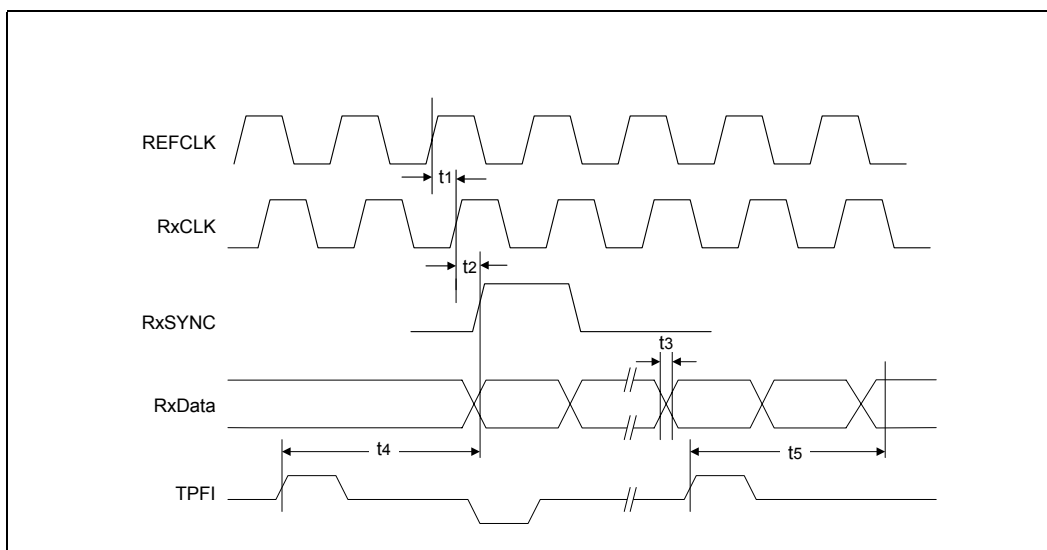 REFCLK
t1
RxCLK
t2
RxSYNC
t3
RxData
t4
t5
TPFI